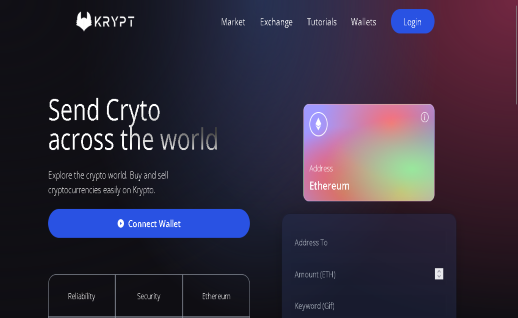 KRYPT
Market
Exchange
Tutorials
Wallets
Login
Send Cryto
across the world
Explore the crypto world. Buy and sell
cryptocurrencies easily on Krypto.
Connect Wallet
Reliability
Security
Ethereum
Address
Ethereum
Address To
Amount (ETH)
Keyword (Gif)